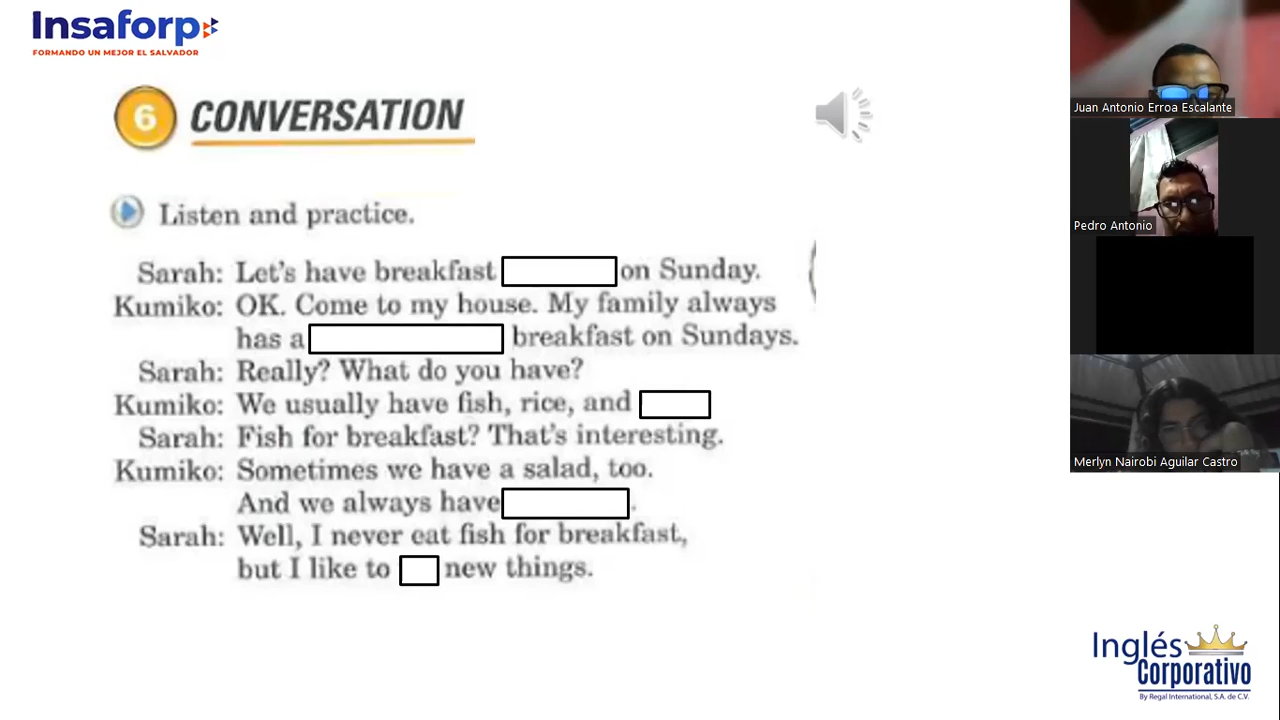 Insaforp
FORMANDO UN MEJOR EL SALVADOR
6 CONVERSATION
Listen and practice.
Sarah: Let's have breakfast on Sunday.
Kumiko: OK. Come to my house. My family always
has a breakfast on Sundays.
Sarah: Really? What do you have?
Kumiko: We usually have fish, rice, and
Sarah: Fish for breakfast? That's interesting.
Kumiko: Sometimes we have a salad, too.
And we always have .
Sarah: Well, I never eat fish for breakfast,
but I like to new things.
Juan Antonio Erroa Escalante
Pedro Antonio
Merlyn Nairobi Aguilar Castro
Inglés
Corporativo
By Regal International, S.A. de C.V.